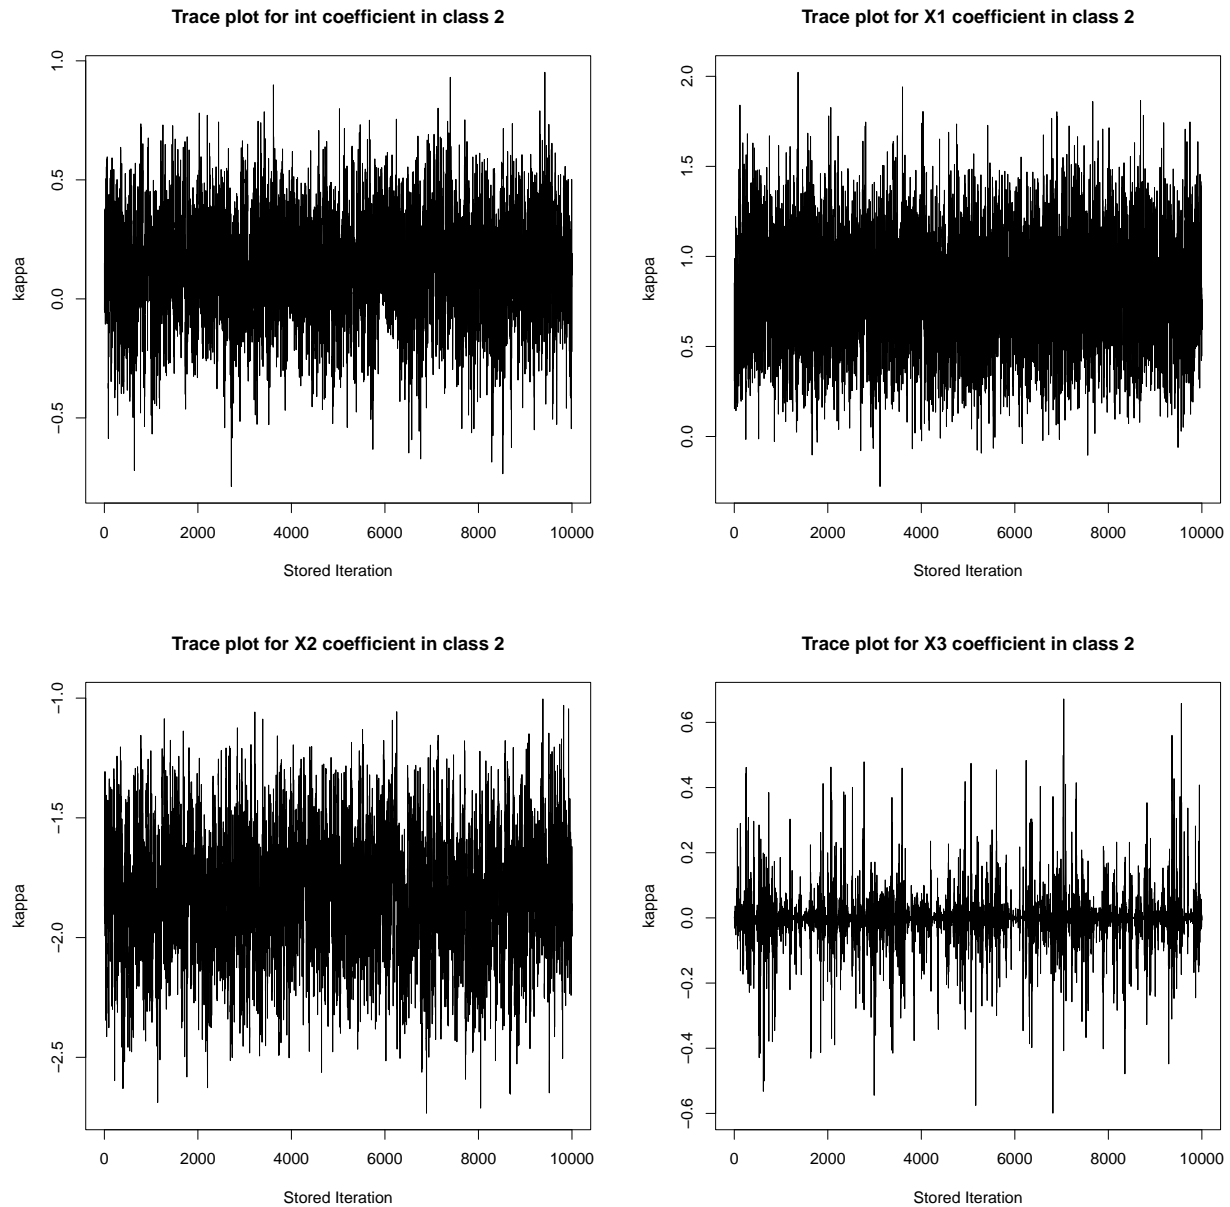 Trace plot for int coefficient in class 2
kappa
1.0
0.5
0.0
−0.5
0 2000 4000 6000 8000 10000
Stored Iteration
Trace plot for X1 coefficient in class 2
kappa
2.0
1.5
1.0
0.5
0.0
0 2000 4000 6000 8000 10000
Stored Iteration
Trace plot for X2 coefficient in class 2
kappa
−1.0
−1.5
−2.0
−2.5
0 2000 4000 6000 8000 10000
Stored Iteration
Trace plot for X3 coefficient in class 2
kappa
0.6
0.4
0.2
0.0
−0.2
−0.4
−0.6
0 2000 4000 6000 8000 10000
Stored Iteration